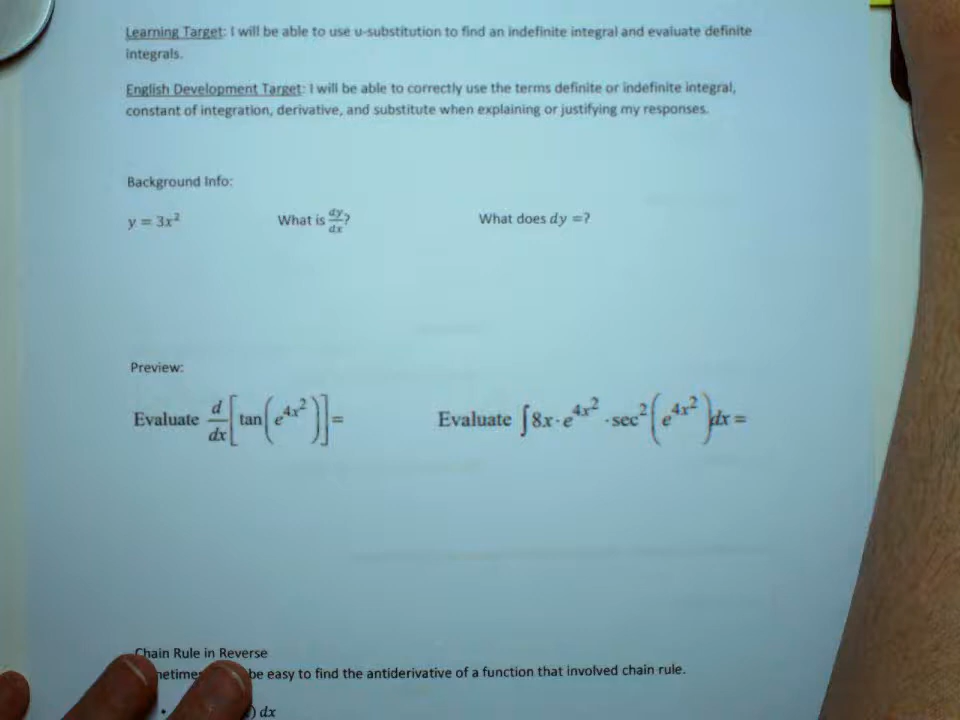 Learning Target: I will be able to use u-substitution to find an indefinite integral and evaluate definite
integrals.
English Development Target: I will be able to correctly use the terms definite or indefinite integral,
constant of integration, derivative, and substitute when explaining or justifying my responses.
Background Info:
y = 3x² What is dy/dx? What does dy =?
Preview:
Evaluate d/dx[tan(e^{4x²})]= Evaluate ∫8x·e^{4x²}·sec²(e^{4x²})dx=
Chain Rule in Reverse
be easy to find the antiderivative of a function that involved chain rule.
) dx